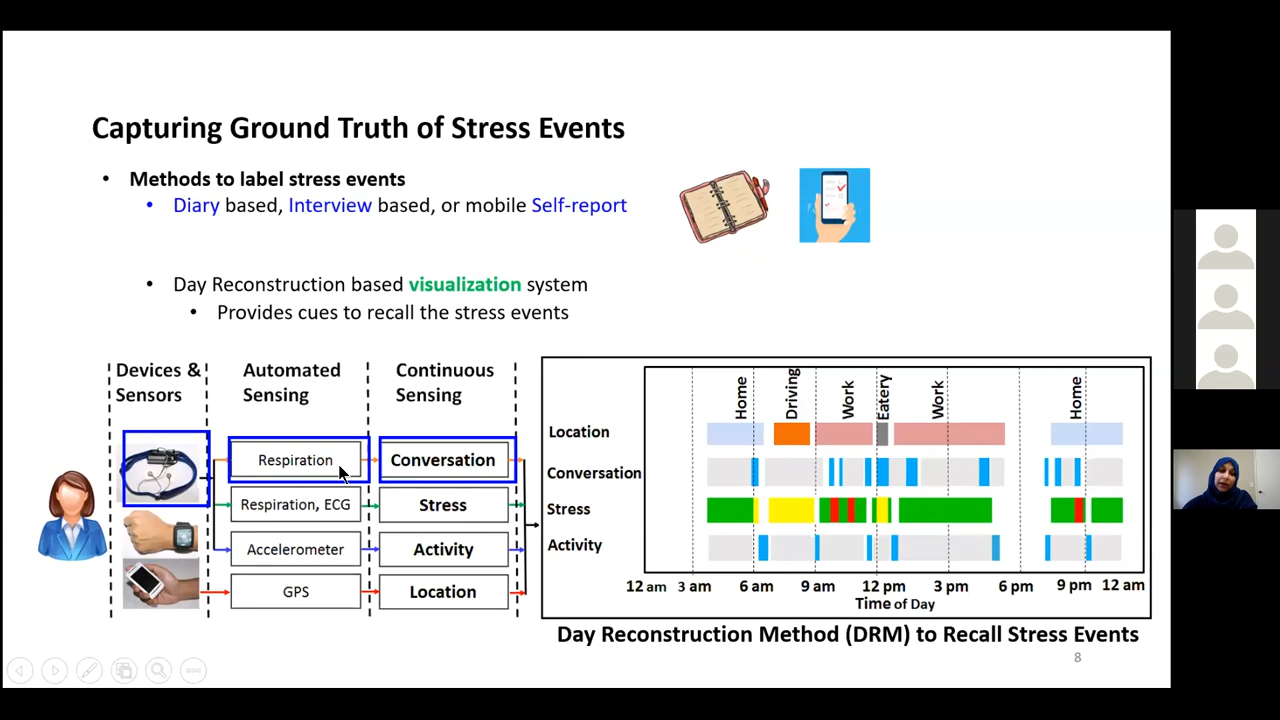 Capturing Ground Truth of Stress Events
• Methods to label stress events
• Diary based, Interview based, or mobile Self-report
• Day Reconstruction based visualization system
• Provides cues to recall the stress events
Devices & Sensors
Automated Sensing
Continuous Sensing
Respiration
Conversation
Respiration, ECG
Stress
Accelerometer
Activity
GPS
Location
Home
Driving
Work
Eatery
Work
Home
Location
Conversation
Stress
Activity
12 am 3 am 6 am 9 am 12 pm 3 pm 6 pm 9 pm 12 am
Time of Day
Day Reconstruction Method (DRM) to Recall Stress Events
8